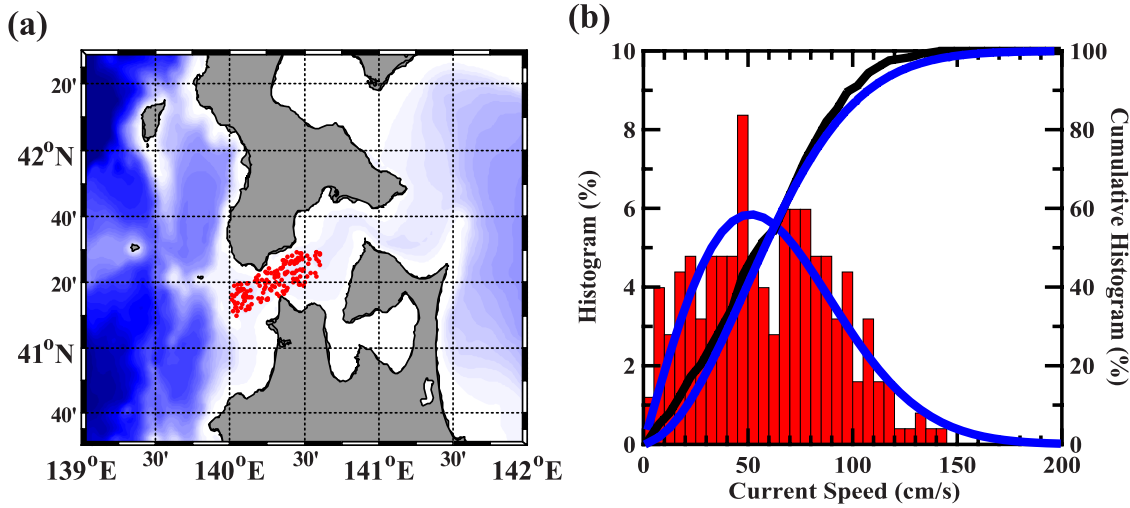 (a)
20'
42°N
40'
20'
41°N
40'
139°E 30' 140°E 30' 141°E 30' 142°E
(b)
10 100
8 80
6 60
4 40
2 20
0 0
0 50 100 150 200
Histogram (%)
Cumulative Histogram (%)
Current Speed (cm/s)